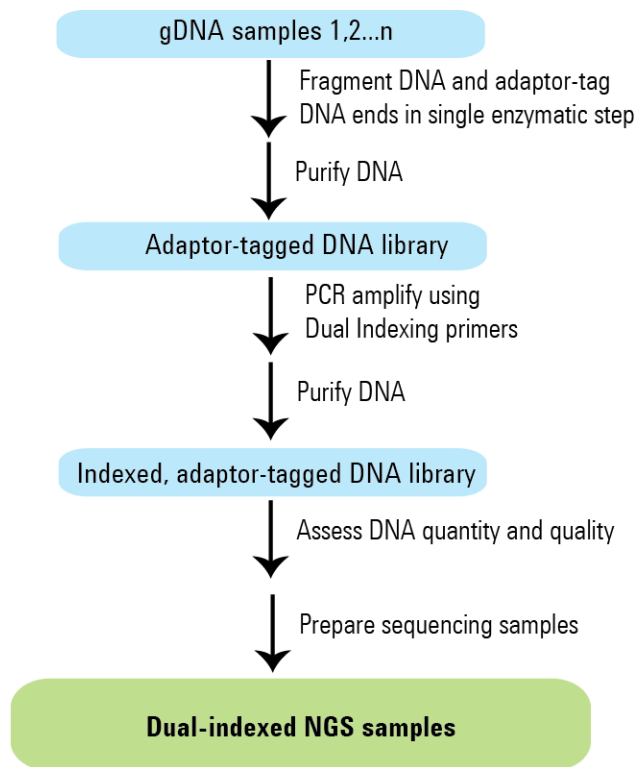 gDNA samples 1,2...n
Fragment DNA and adaptor-tag
DNA ends in single enzymatic step
Purify DNA
Adaptor-tagged DNA library
PCR amplify using
Dual Indexing primers
Purify DNA
Indexed, adaptor-tagged DNA library
Assess DNA quantity and quality
Prepare sequencing samples
Dual-indexed NGS samples